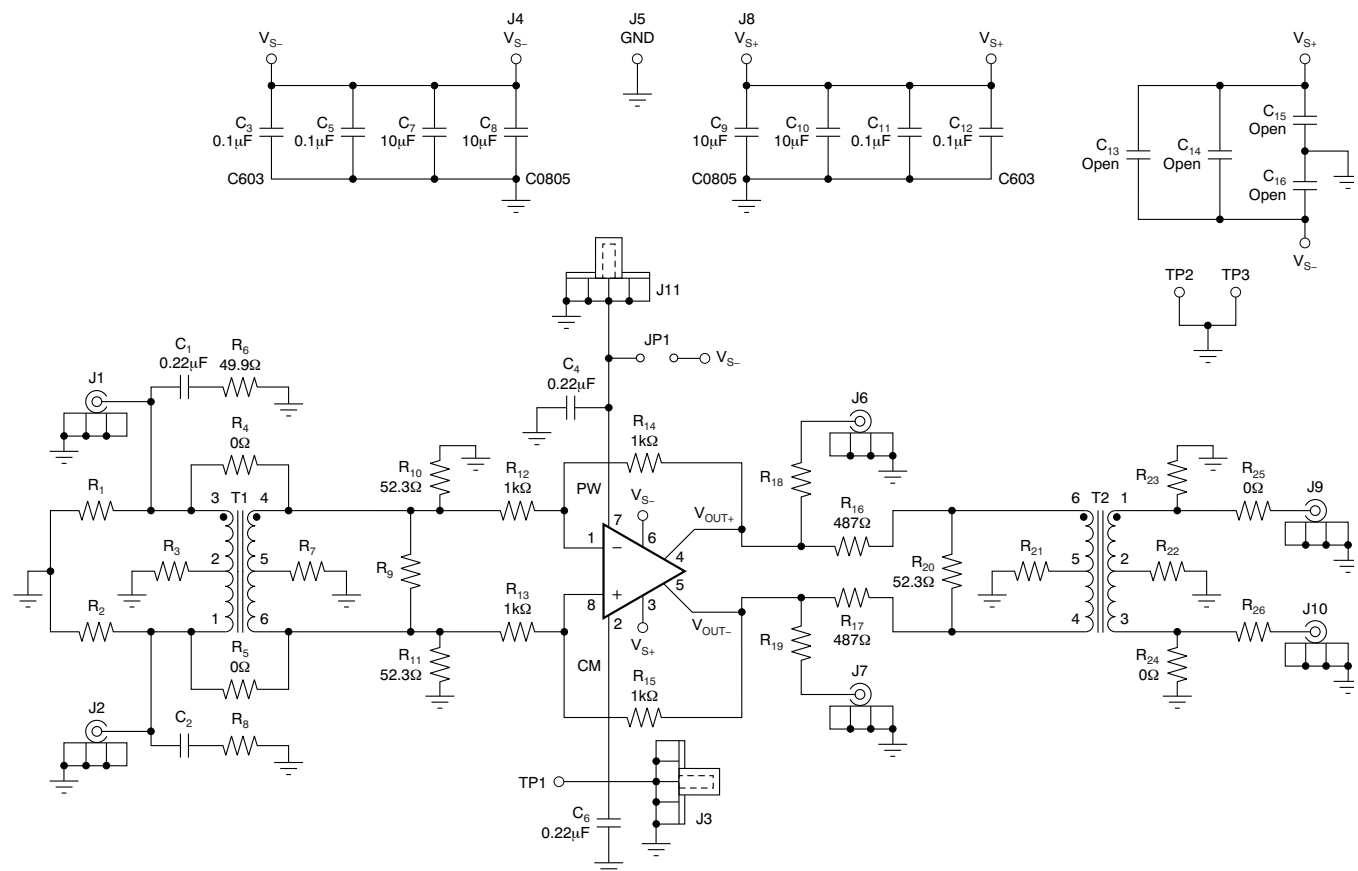 J4
V_S−
V_S−
J5
GND
J8
V_S+
V_S+
V_S+
C3
0.1μF
C5
0.1μF
C7
10μF
C8
10μF
C603
C0805
C9
10μF
C10
10μF
C11
0.1μF
C12
0.1μF
C0805
C603
C13
Open
C14
Open
C15
Open
C16
Open
V_S−
TP2
TP3
J11
JP1
V_S−
C4
0.22μF
J1
C1
0.22μF
R6
49.9Ω
R4
0Ω
R1
3
T1
4
R3
2
5
R7
R2
1
6
R5
0Ω
J2
C2
R8
R10
52.3Ω
R9
R11
52.3Ω
R12
1kΩ
R13
1kΩ
R14
1kΩ
PW
V_S−
7
6
1
−
4
V_OUT+
+
5
8
3
2
V_OUT−
V_S+
CM
R15
1kΩ
J6
R18
R16
487Ω
R17
487Ω
R19
J7
R20
52.3Ω
R21
6
T2
1
5
2
4
3
R22
R23
R25
0Ω
J9
R26
J10
R24
0Ω
TP1
C6
0.22μF
J3